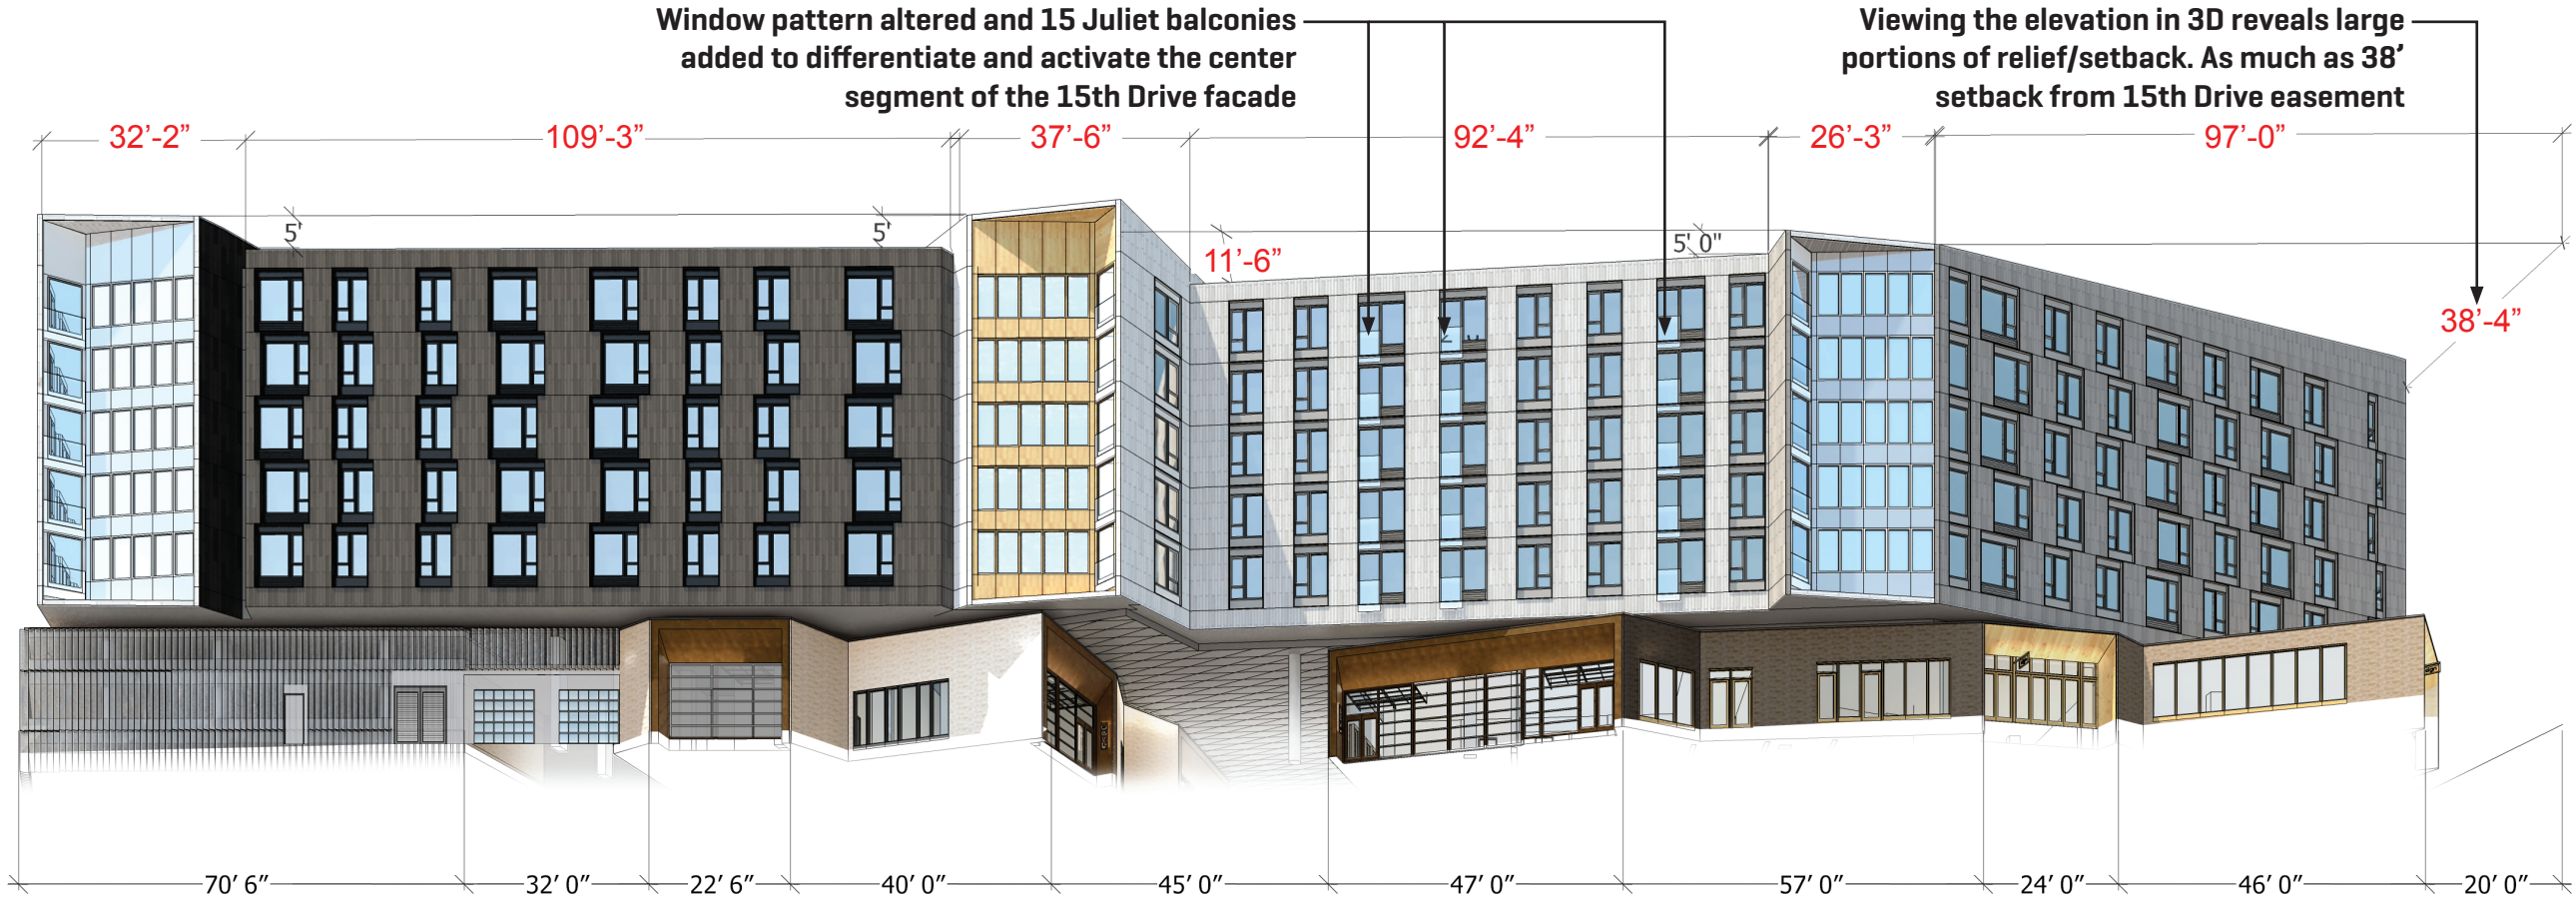 Window pattern altered and 15 Juliet balconies
added to differentiate and activate the center
segment of the 15th Drive facade
Viewing the elevation in 3D reveals large
portions of relief/setback. As much as 38’
setback from 15th Drive easement
32’-2” 109’-3” 37’-6” 92’-4” 26’-3” 97’-0”
5' 5' 11’-6” 5' 0"
38’-4”
70’ 6” 32’ 0” 22’ 6” 40’ 0” 45’ 0” 47’ 0” 57’ 0” 24’ 0” 46’ 0” 20’ 0”